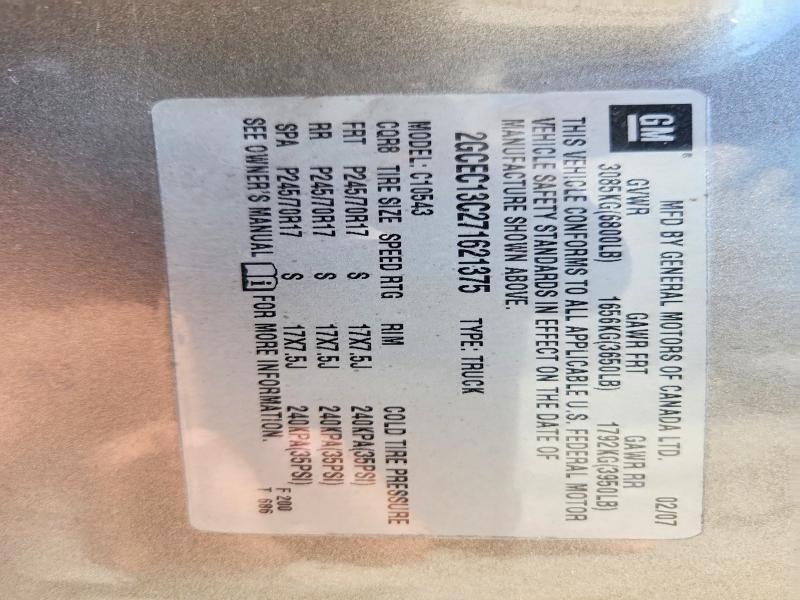 GM® MFD BY GENERAL MOTORS OF CANADA LTD. 02/07
GVWR GAWR FRT GAWR RR
3085KG(6800LB) 1656KG(3650LB) 1792KG(3950LB)
THIS VEHICLE CONFORMS TO ALL APPLICABLE U.S. FEDERAL MOTOR
VEHICLE SAFETY STANDARDS IN EFFECT ON THE DATE OF
MANUFACTURE SHOWN ABOVE.
2GCEC13C271621375 TYPE: TRUCK
MODEL: C10543
CQRB TIRE SIZE SPEED RTG RIM COLD TIRE PRESSURE
FRT P245/70R17 S 17X7.5J 240KPA(35PSI)
RR P245/70R17 S 17X7.5J 240KPA(35PSI)
SPA P245/70R17 S 17X7.5J 240KPA(35PSI)
SEE OWNER'S MANUAL i FOR MORE INFORMATION.
F 200
T 686